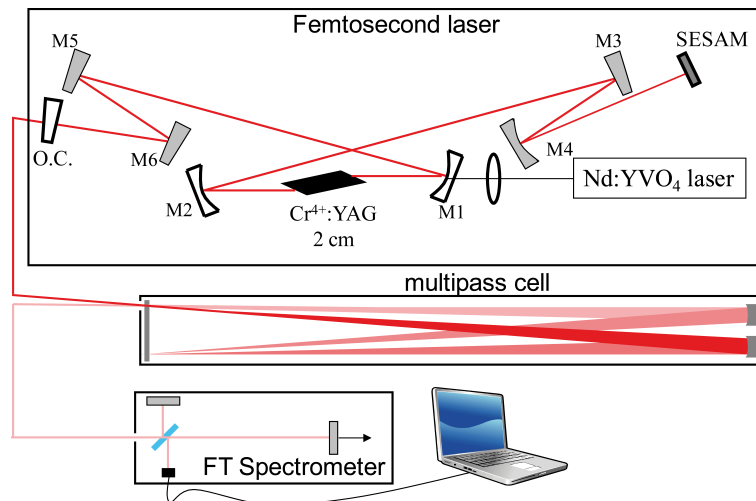 Femtosecond laser
M5
M3
SESAM
O.C.
M6
M4
M2
M1
Nd:YVO₄ laser
Cr⁴⁺:YAG
2 cm
multipass cell
FT Spectrometer